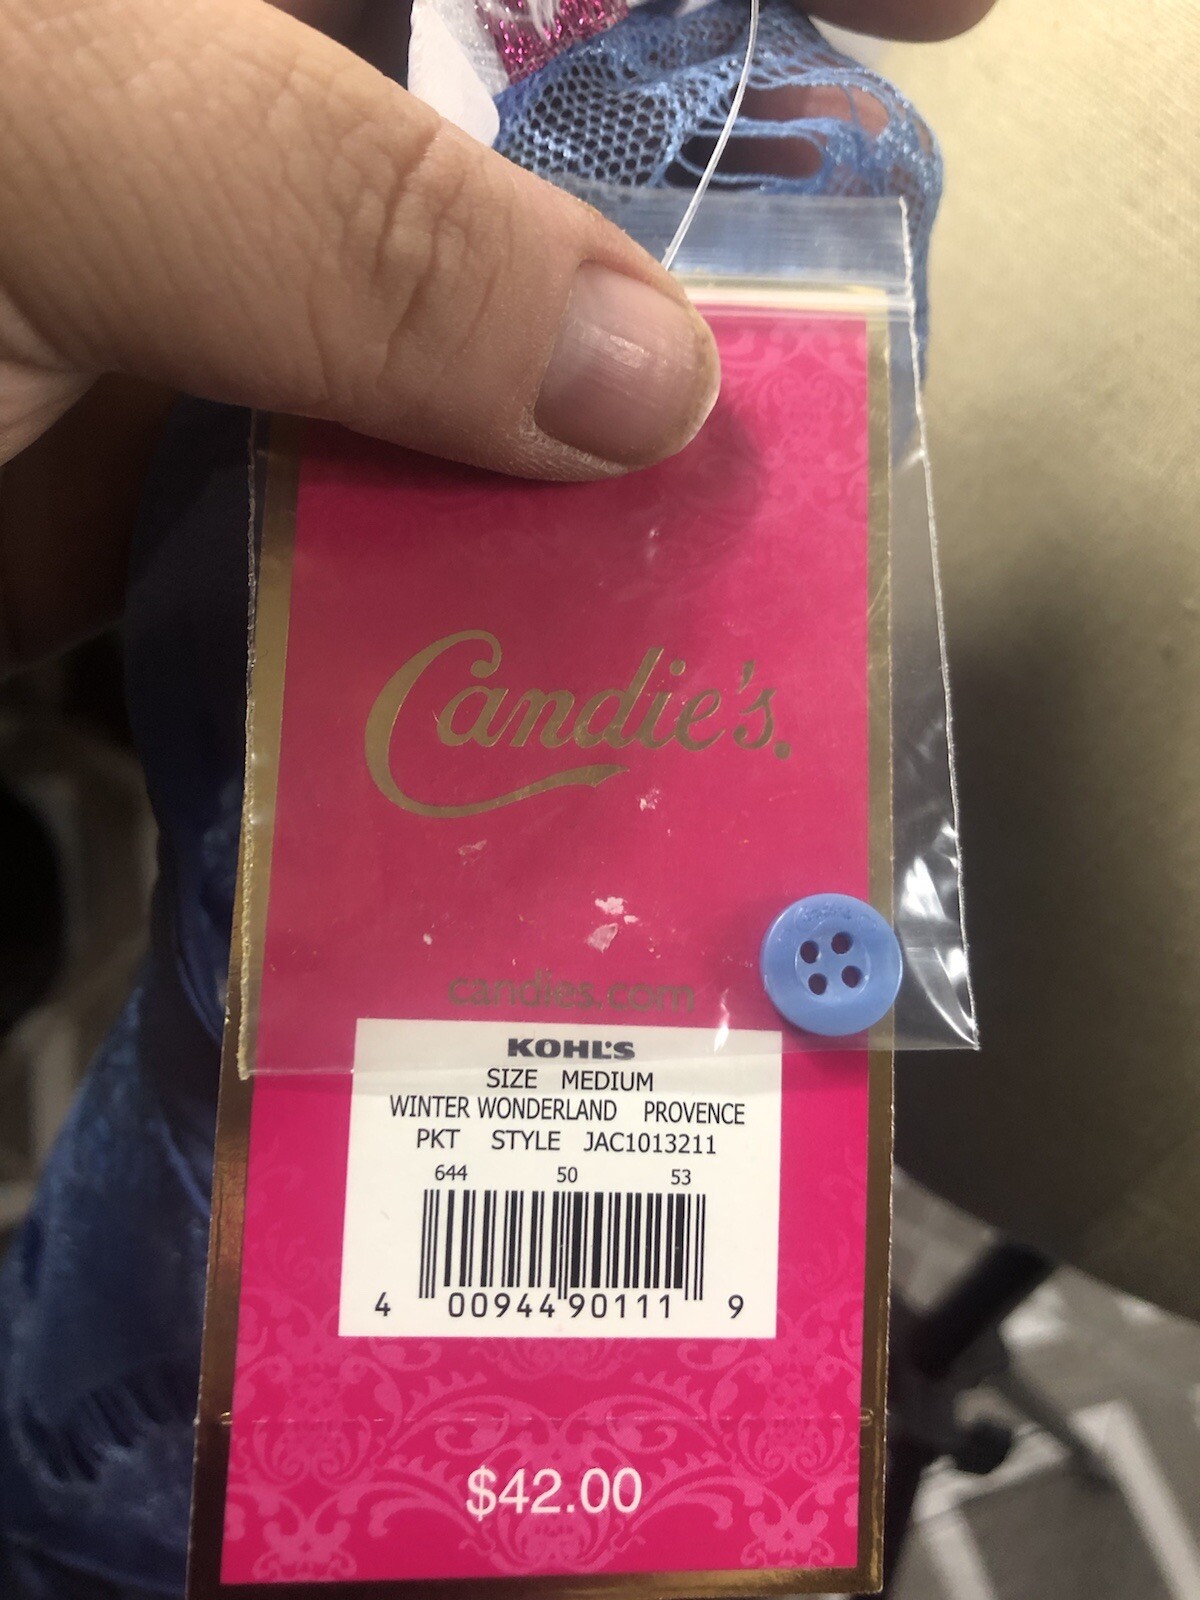 Candie's.
candies.com
KOHL'S
SIZE MEDIUM
WINTER WONDERLAND PROVENCE
PKT STYLE JAC1013211
644 50 53
4 00944 90111 9
$42.00